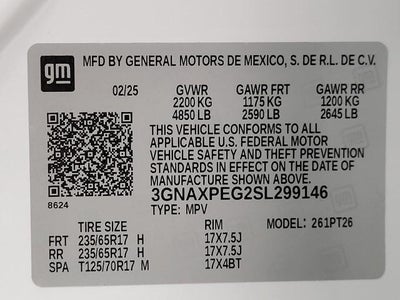 gm
MFD BY GENERAL MOTORS DE MEXICO, S. DE R.L. DE C.V.
02/25 GVWR GAWR FRT GAWR RR
2200 KG 1175 KG 1200 KG
4850 LB 2590 LB 2645 LB
THIS VEHICLE CONFORMS TO ALL
APPLICABLE U.S. FEDERAL MOTOR
VEHICLE SAFETY AND THEFT PREVENTION
STANDARDS IN EFFECT ON THE DATE OF
MANUFACTURE SHOWN ABOVE.
3GNAXPEG2SL299146
8624 TYPE: MPV
TIRE SIZE RIM MODEL: 261PT26
FRT 235/65R17 H 17X7.5J
RR 235/65R17 H 17X7.5J
SPA T125/70R17 M 17X4BT